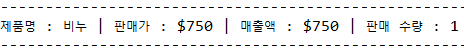 제품명 : 비누 | 판매가 : $750 | 매출액 : $750 | 판매 수량 : 1